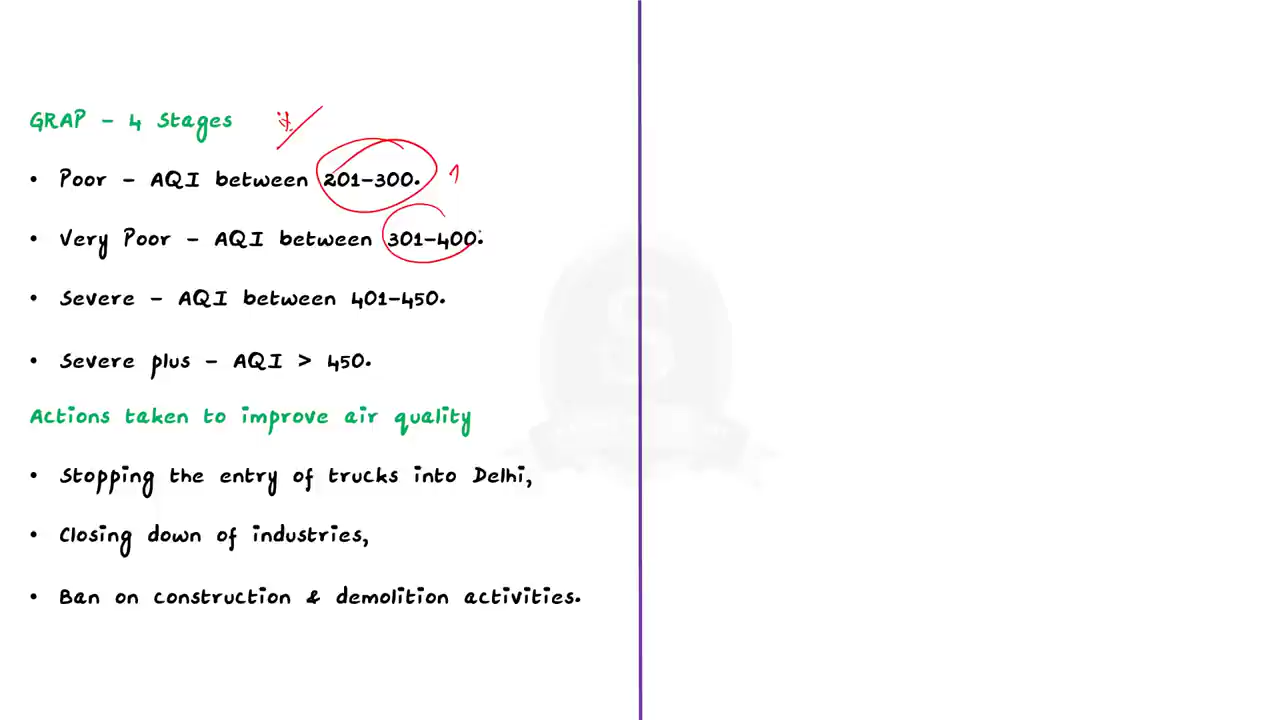 GRAP – 4 Stages
• Poor – AQI between 201–300. 1
• Very Poor – AQI between 301–400.
• Severe – AQI between 401–450.
• Severe plus – AQI > 450.
Actions taken to improve air quality
• Stopping the entry of trucks into Delhi,
• Closing down of industries,
• Ban on construction & demolition activities.